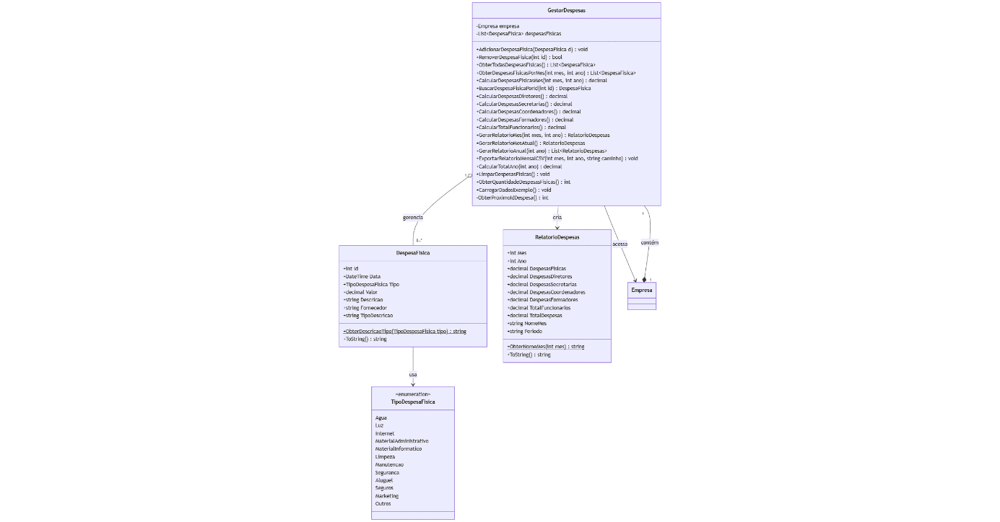 GestorDespesas
-Empresa empresa
-List<DespesaFisica> despesasFisicas
+AdicionarDespesaFisica(DespesaFisica d) : void
+RemoverDespesaFisica(int id) : bool
+ObterTodasDespesasFisicas() : List<DespesaFisica>
+ObterDespesasFisicasPorMes(int mes, int ano) : List<DespesaFisica>
+CalcularDespesasFisicasMes(int mes, int ano) : decimal
+BuscarDespesaFisicaPorId(int id) : DespesaFisica
+CalcularDespesasDiretores() : decimal
+CalcularDespesasSecretarias() : decimal
+CalcularDespesasCoordenadores() : decimal
+CalcularDespesasFormadores() : decimal
+CalcularTotalFuncionarios() : decimal
+GerarRelatorioMes(int mes, int ano) : RelatorioDespesas
+GerarRelatorioMesAtual() : RelatorioDespesas
+GerarRelatorioAnual(int ano) : List<RelatorioDespesas>
+ExportarRelatorioMensalCSV(int mes, int ano, string caminho) : void
+CalcularTotalAno(int ano) : decimal
+LimparDespesasFisicas() : void
+ObterQuantidadeDespesasFisicas() : int
+CarregarDadosExemplo() : void
-ObterProximoIdDespesa() : int
1
1
gerencia
cria
acessa
contém
0..*
1
DespesaFisica
+int Id
+DateTime Data
+TipoDespesaFisica Tipo
+decimal Valor
+string Descricao
+string Fornecedor
+string TipoDescricao
+ObterDescricaoTipo(TipoDespesaFisica tipo) : string
+ToString() : string
RelatorioDespesas
+int Mes
+int Ano
+decimal DespesasFisicas
+decimal DespesasDiretores
+decimal DespesasSecretarias
+decimal DespesasCoordenadores
+decimal DespesasFormadores
+decimal TotalFuncionarios
+decimal TotalDespesas
+string NomeMes
+string Periodo
+ObterNomeMes(int mes) : string
+ToString() : string
Empresa
usa
«enumeration»
TipoDespesaFisica
Agua
Luz
Internet
MaterialAdministrativo
MaterialInformatico
Limpeza
Manutencao
Seguranca
Aluguel
Seguros
Marketing
Outros